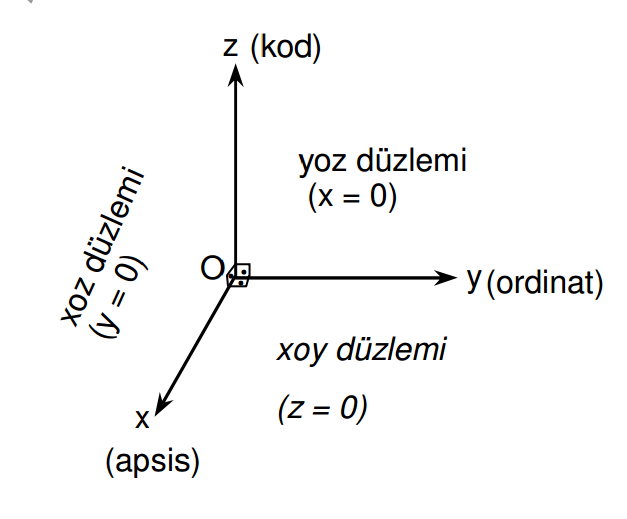 z (kod)
yoz düzlemi
(x = 0)
xoz düzlemi
(y = 0)
O
y (ordinat)
xoy düzlemi
(z = 0)
x
(apsis)